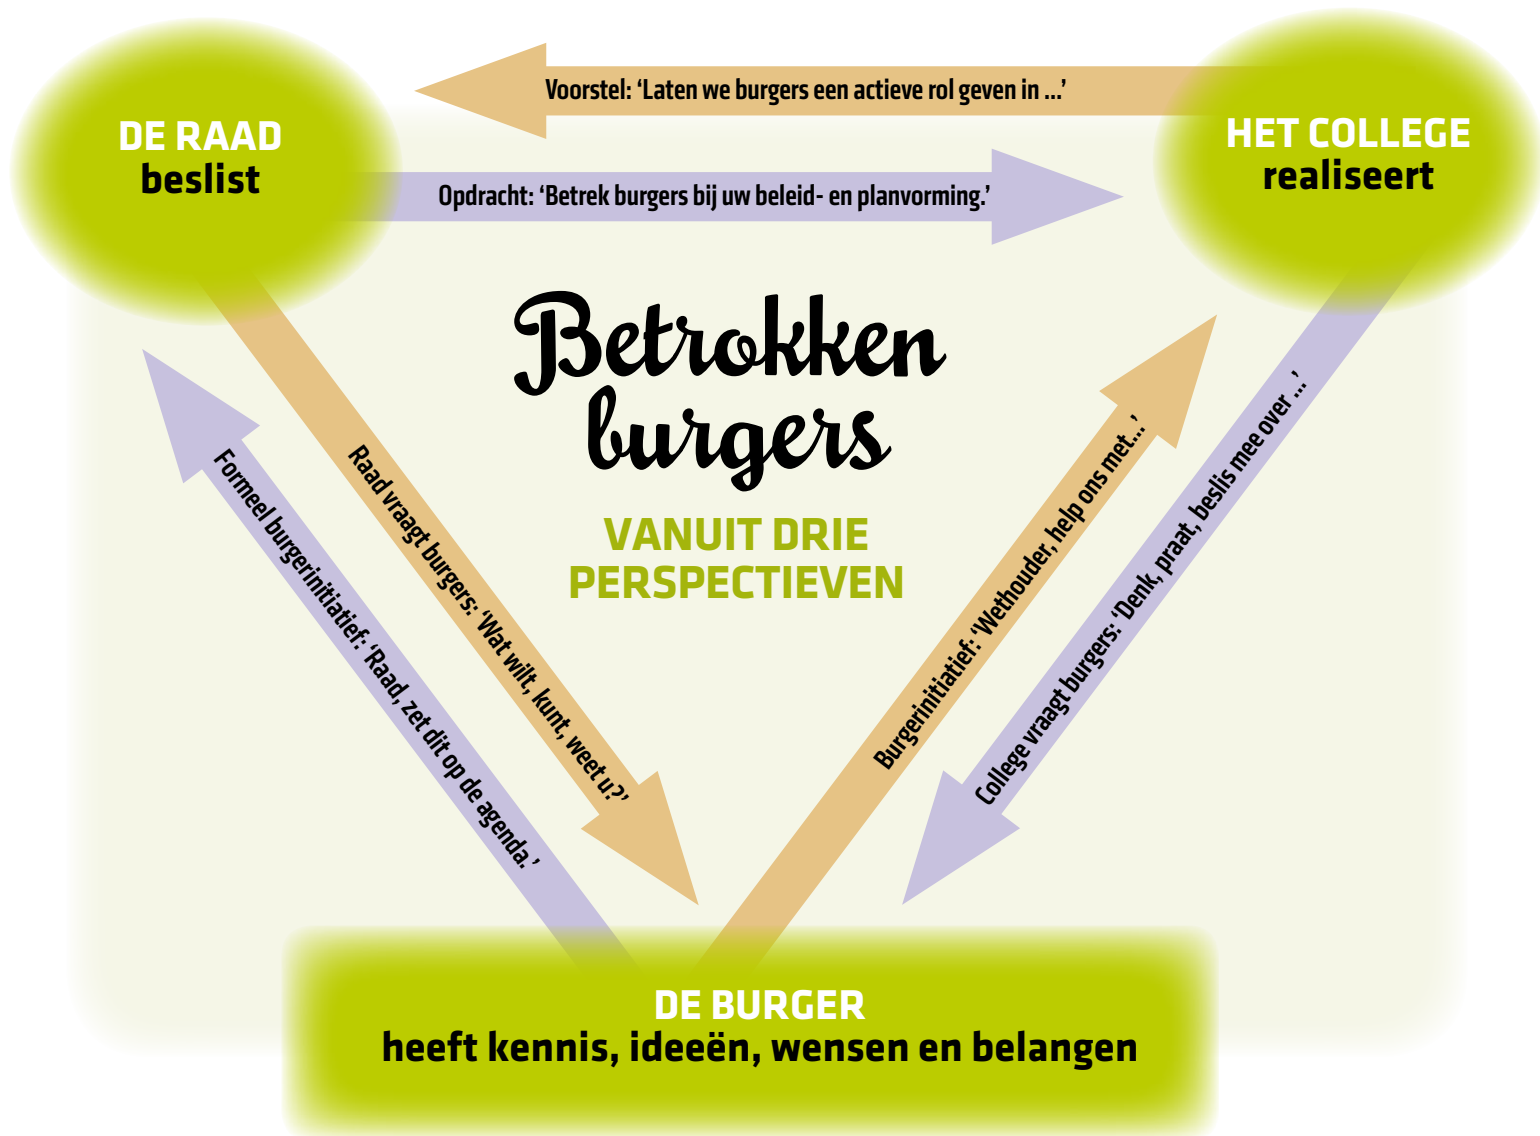 Voorstel: ‘Laten we burgers een actieve rol geven in ...’
DE RAAD
beslist
HET COLLEGE
realiseert
Opdracht: ‘Betrek burgers bij uw beleid- en planvorming.’
Betrokken
burgers
VANUIT DRIE
PERSPECTIEVEN
Formeel burgerinitiatief: ‘Raad, zet dit op de agenda.’
Raad vraagt burgers: ‘Wat wilt, kunt, weet u?’
Burgerinitiatief: ‘Wethouder, help ons met...’
College vraagt burgers: ‘Denk, praat, beslis mee over ...’
DE BURGER
heeft kennis, ideeën, wensen en belangen